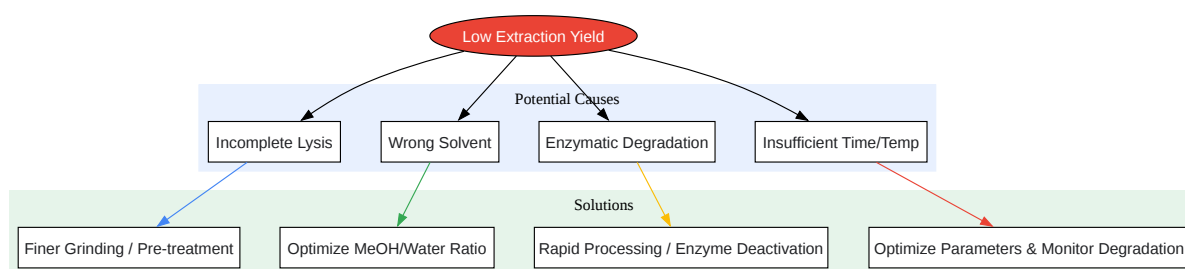 Low Extraction Yield
Potential Causes
Incomplete Lysis
Wrong Solvent
Enzymatic Degradation
Insufficient Time/Temp
Solutions
Finer Grinding / Pre-treatment
Optimize MeOH/Water Ratio
Rapid Processing / Enzyme Deactivation
Optimize Parameters & Monitor Degradation